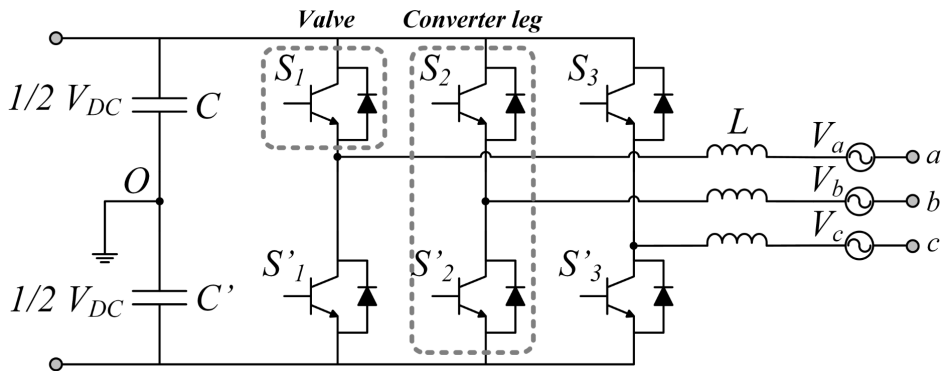 Valve
Converter leg
S1
S2
S3
1/2 VDC
C
L
Va
a
O
Vb
b
Vc
c
S'1
S'2
S'3
1/2 VDC
C'